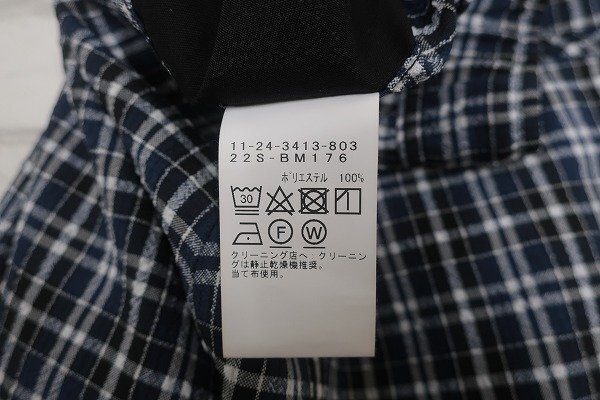 11-24-3413-803
22S-BM176
ポリエステル 100%
30
F W
クリーニング店へ:クリーニン
グは静止乾燥機推奨。
当て布使用。